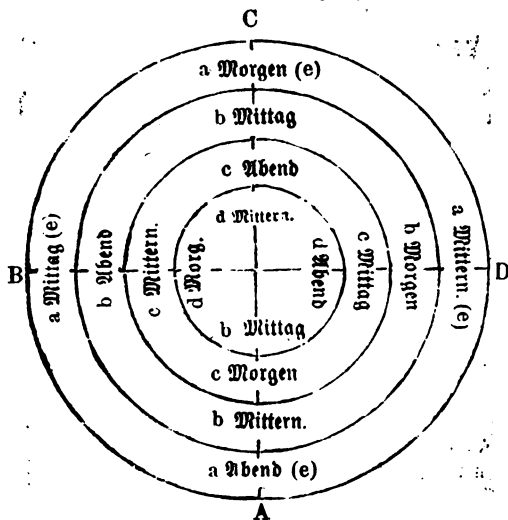 C
a Morgen (e)
b Mittag
c Abend
d Mittern.
B
a Mittag (e)
b Abend
c Mittern.
d Morg.
d Abend
c Mittag
b Morgen
a Mittern. (e)
D
b Mittag
c Morgen
b Mittern.
a Abend (e)
A